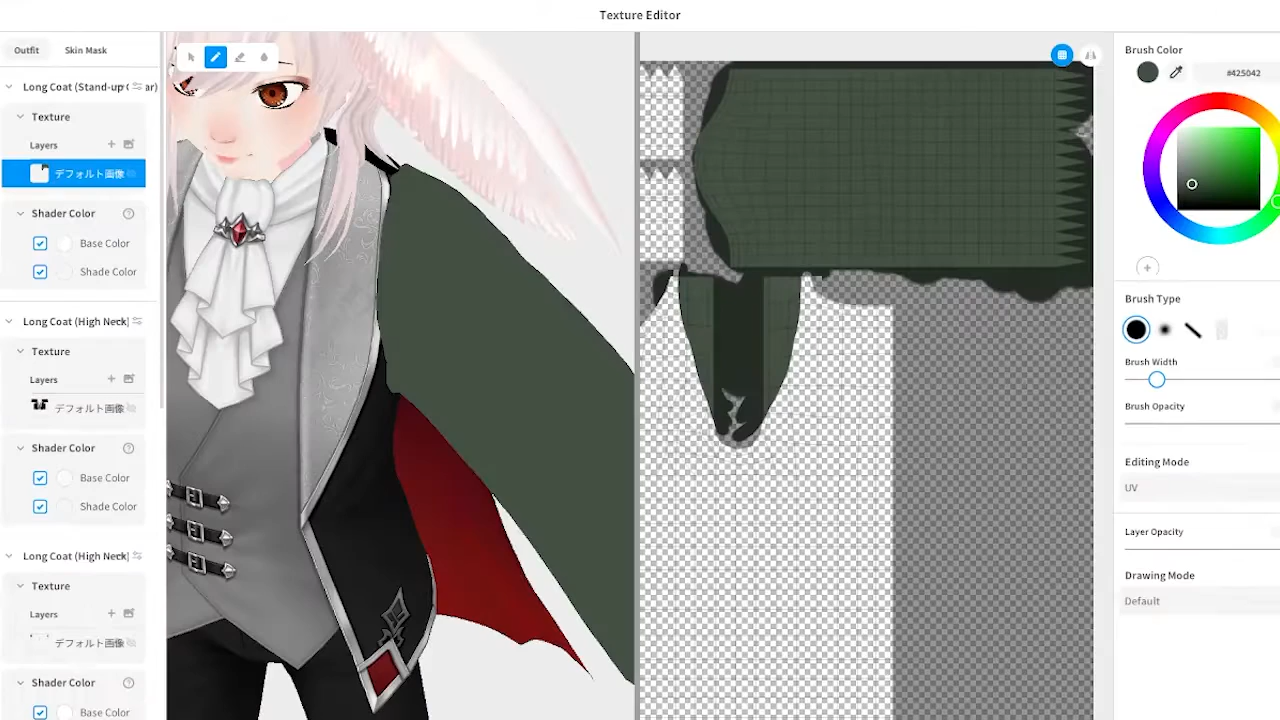 Texture Editor
Outfit
Skin Mask
Long Coat (Stand-up ar)
Texture
Layers
デフォルト画像
Shader Color
Base Color
Shade Color
Long Coat (High Neck)
Texture
Layers
デフォルト画像
Shader Color
Base Color
Shade Color
Long Coat (High Neck)
Texture
Layers
デフォルト画像
Shader Color
Base Color
Brush Color
#425042
Brush Type
Brush Width
Brush Opacity
Editing Mode
UV
Layer Opacity
Drawing Mode
Default